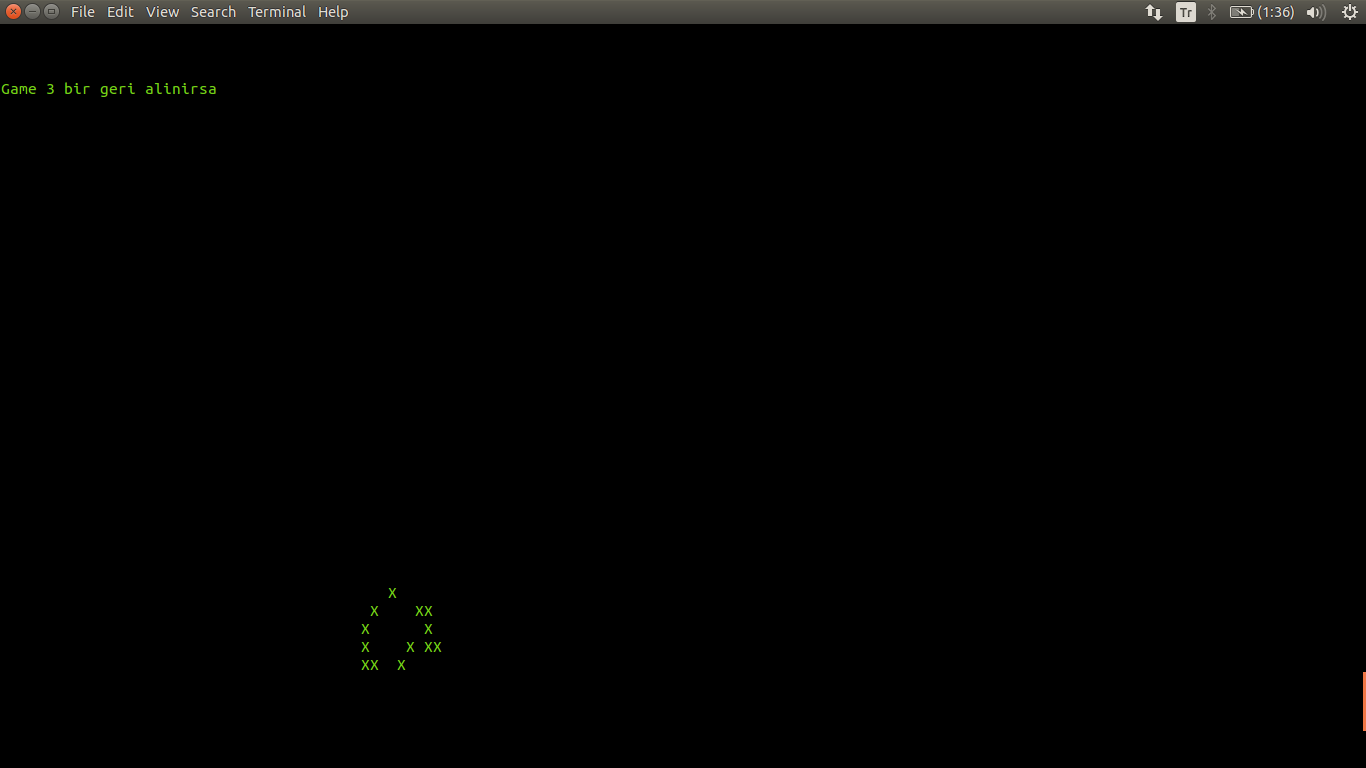 File Edit View Search Terminal Help Tr (1:36)
Game 3 bir geri alinirsa
X
X    XX
X      X
X    X XX
XX  X